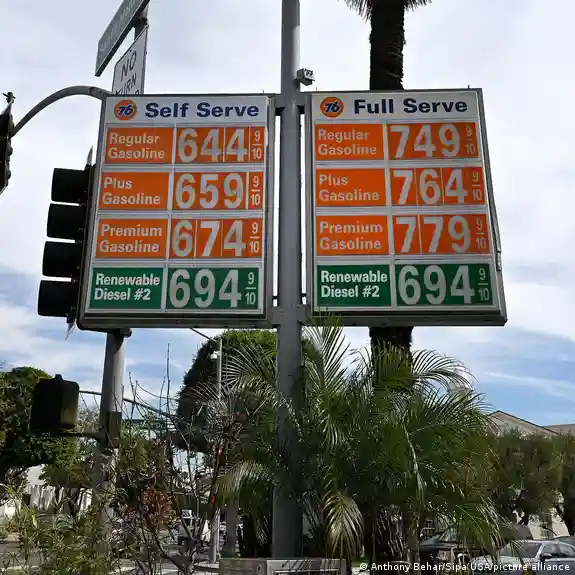 NO
TURN
76 Self Serve
Regular
Gasoline 644 9/10
Plus
Gasoline 659 9/10
Premium
Gasoline 674 9/10
Renewable
Diesel #2 694 9/10
76 Full Serve
Regular
Gasoline 749 9/10
Plus
Gasoline 764 9/10
Premium
Gasoline 779 9/10
Renewable
Diesel #2 694 9/10
© Anthony Behar/Sipa USA/picture alliance